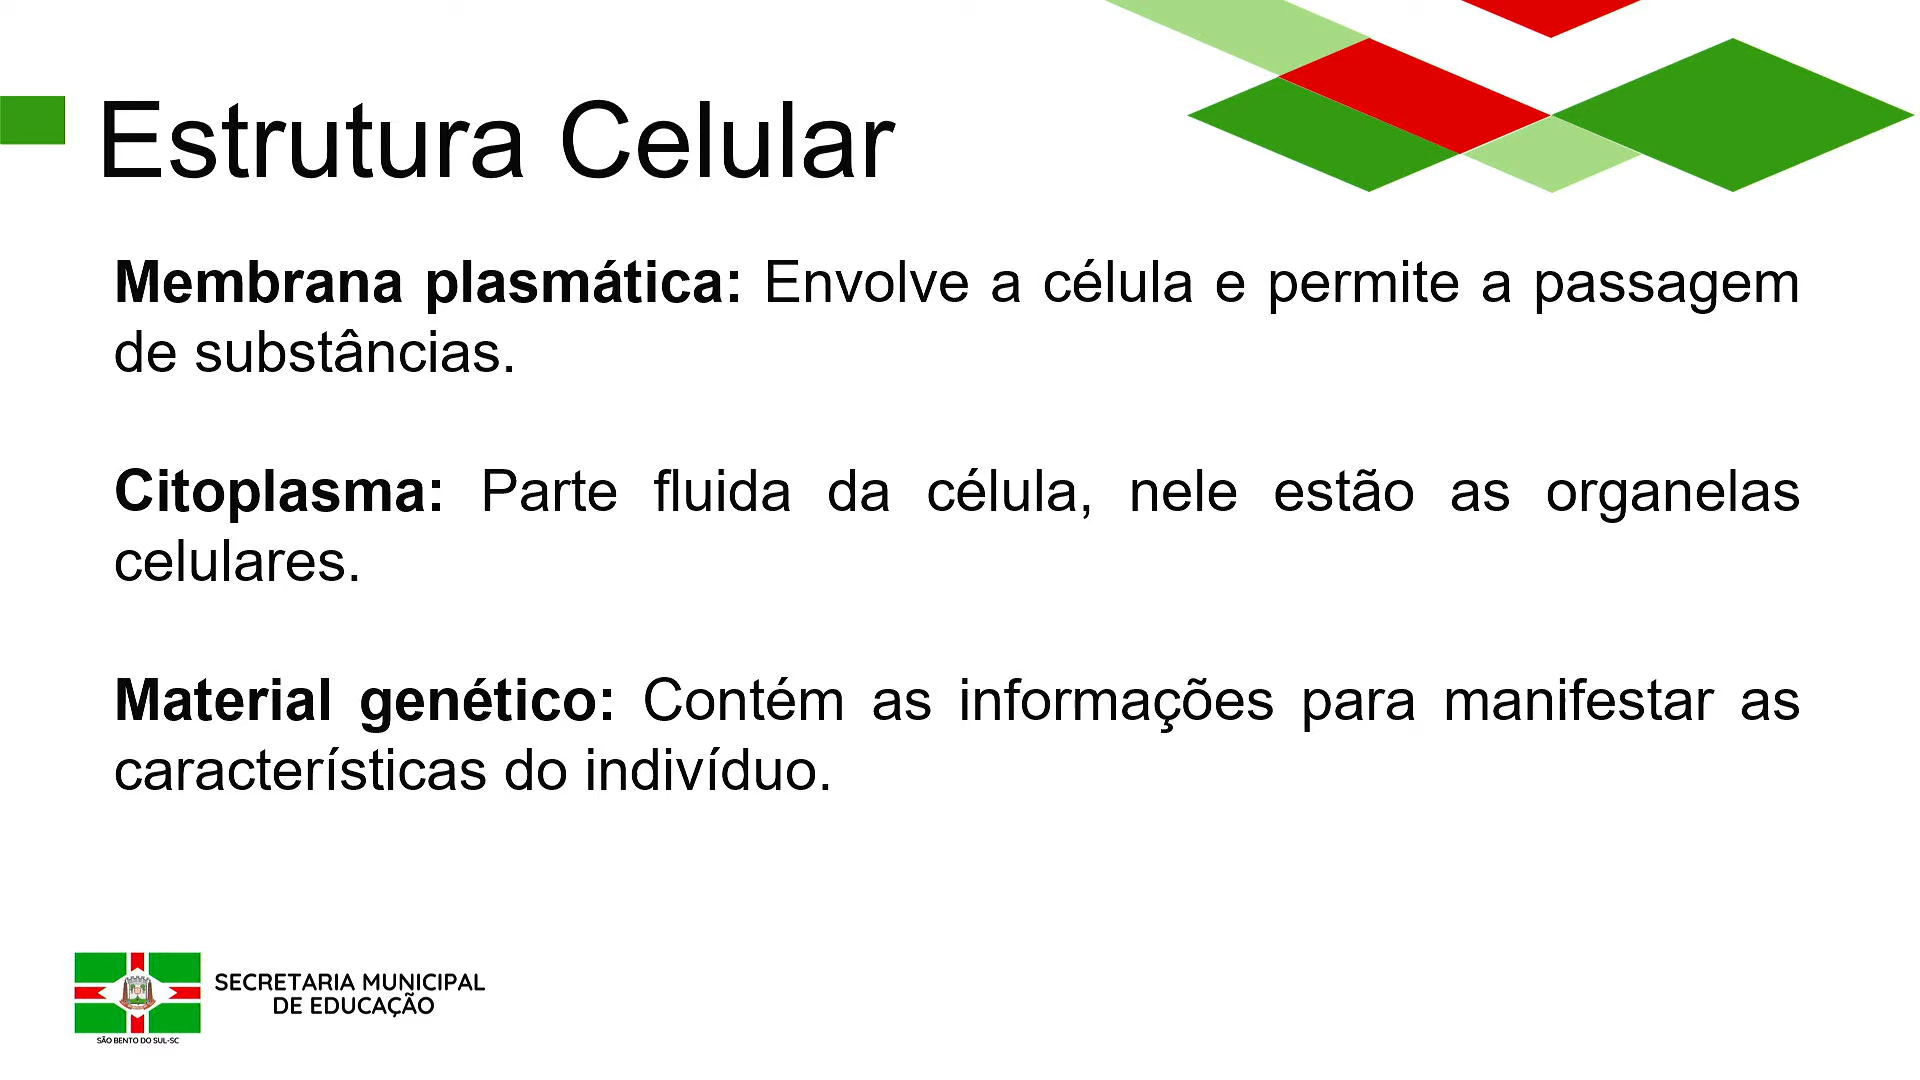 Estrutura Celular
Membrana plasmática: Envolve a célula e permite a passagem
de substâncias.
Citoplasma: Parte fluida da célula, nele estão as organelas
celulares.
Material genético: Contém as informações para manifestar as
características do indivíduo.
SECRETARIA MUNICIPAL
DE EDUCAÇÃO
SÃO BENTO DO SUL-SC